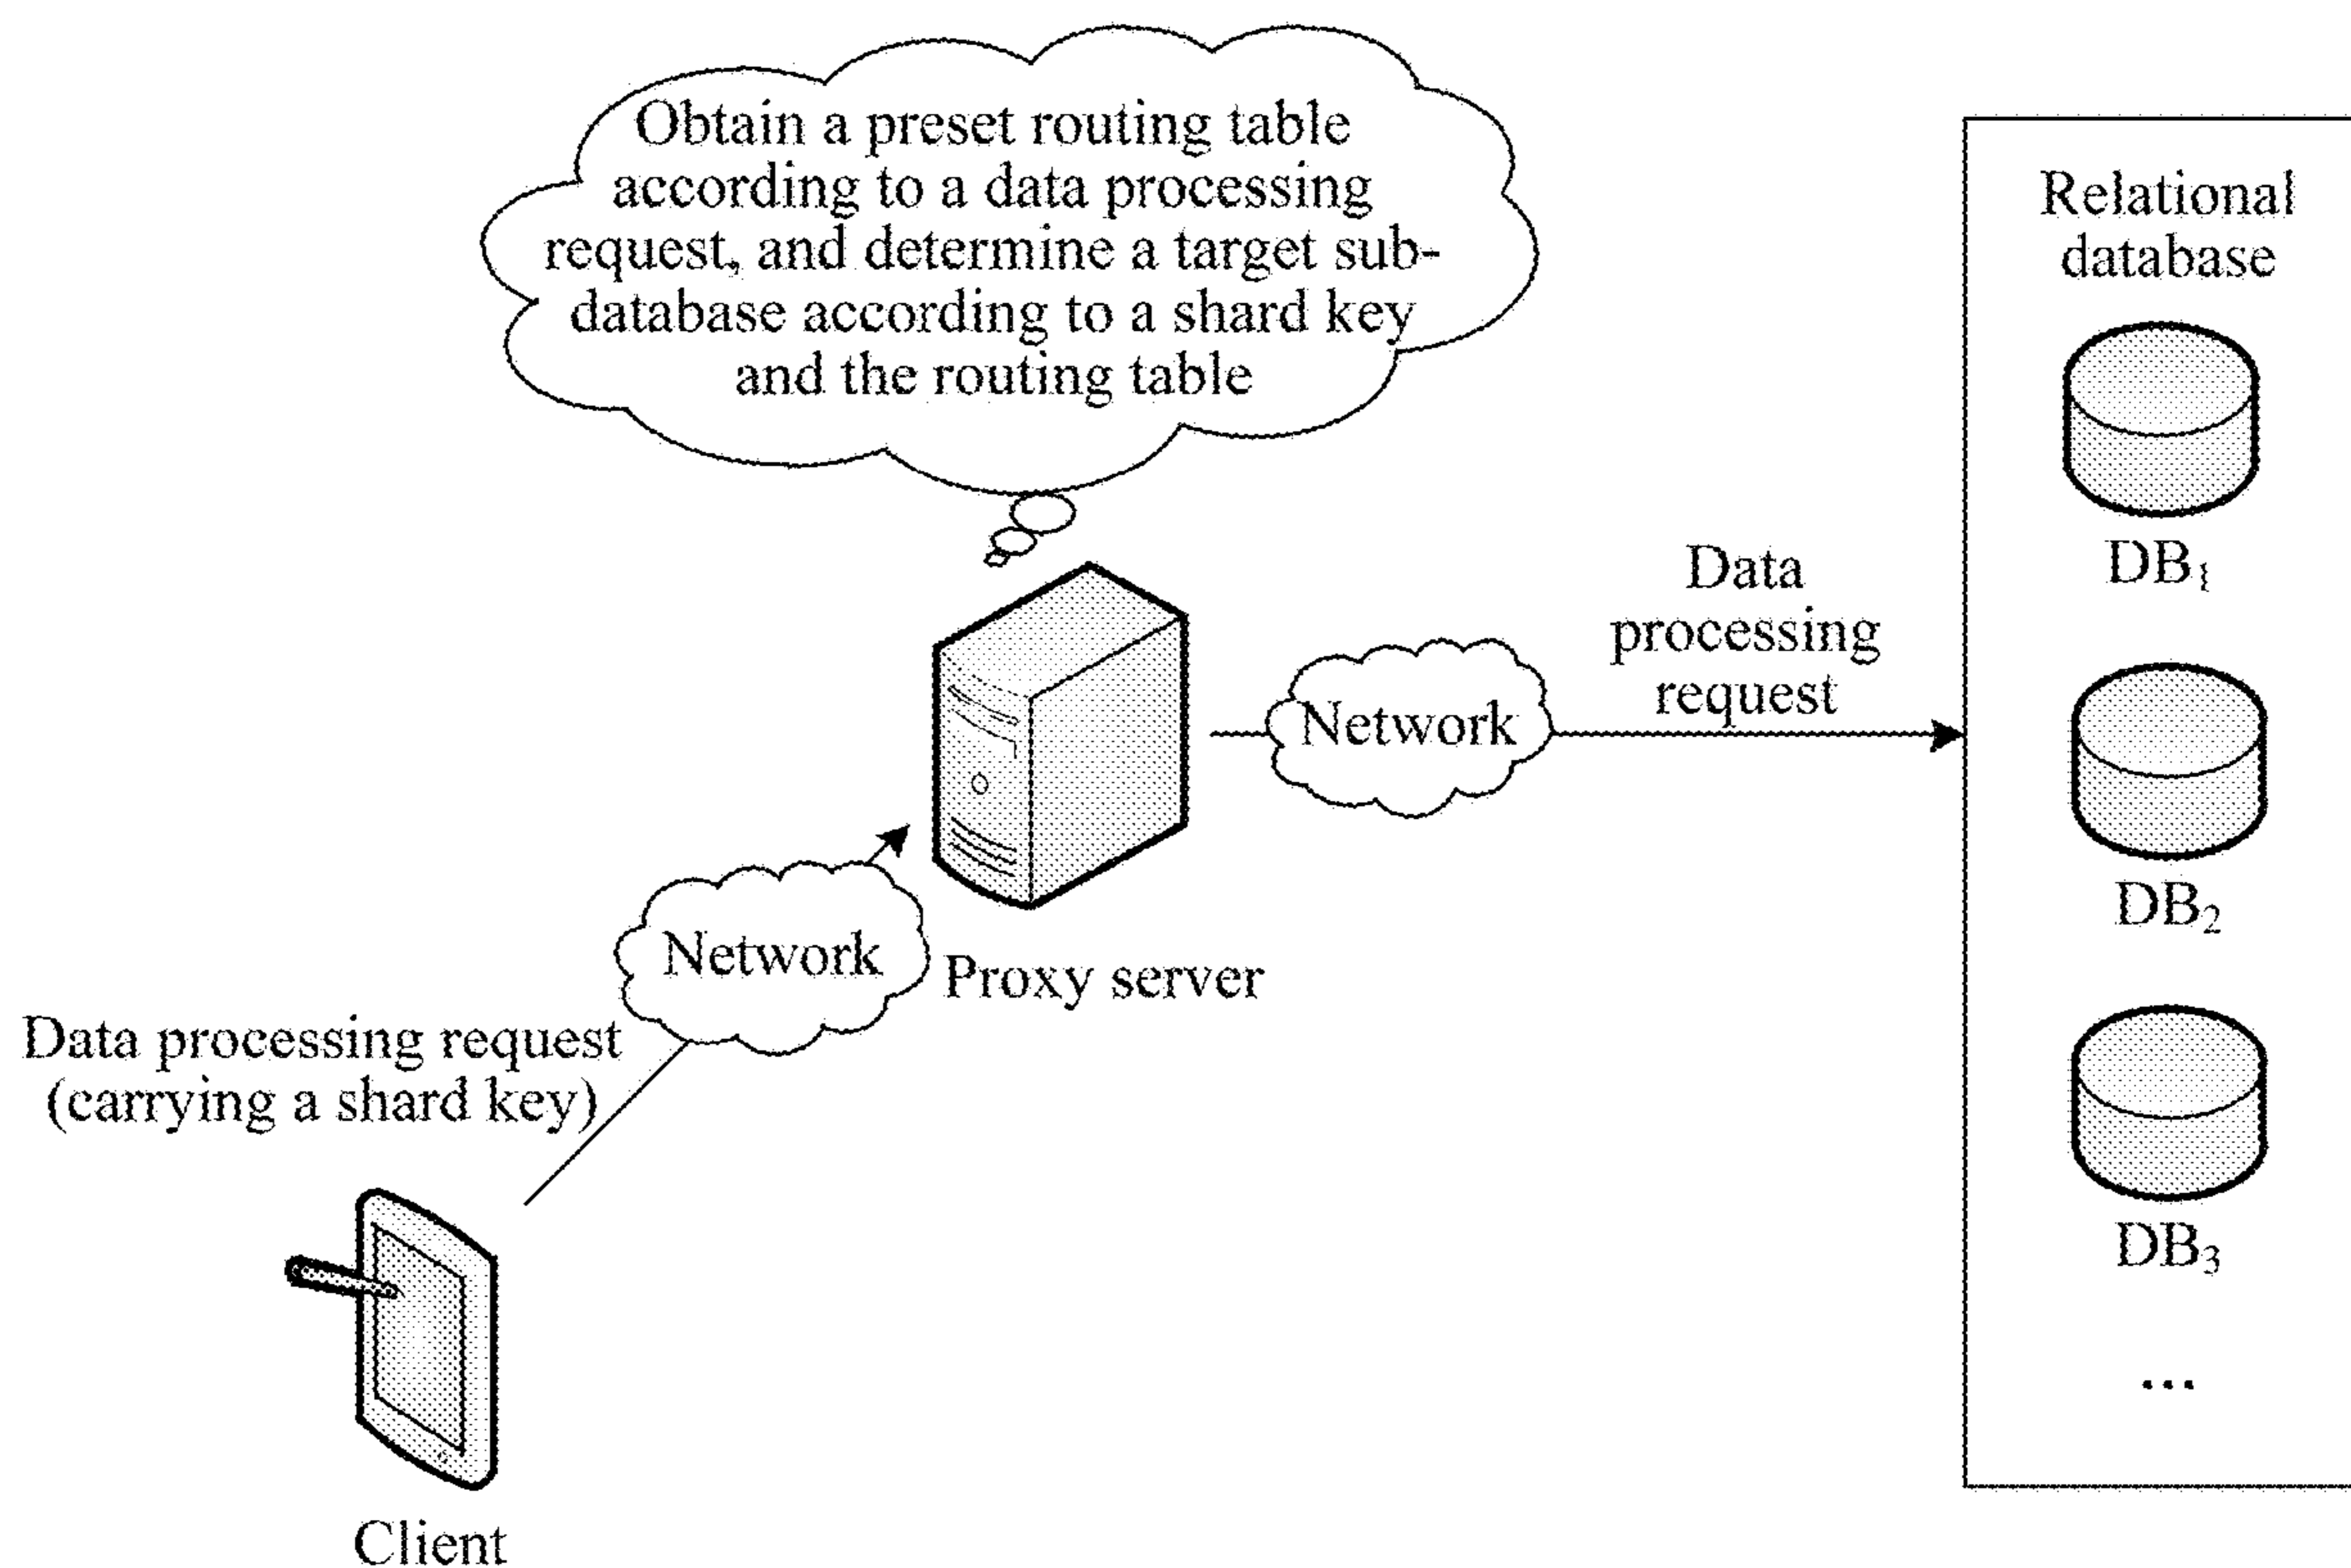 Obtain a preset routing table
according to a data processing
request, and determine a target sub-
database according to a shard key
and the routing table
Relational
database
DB₁
Data
processing
request
Network
DB₂
Network
Proxy server
Data processing request
(carrying a shard key)
DB₃
...
Client